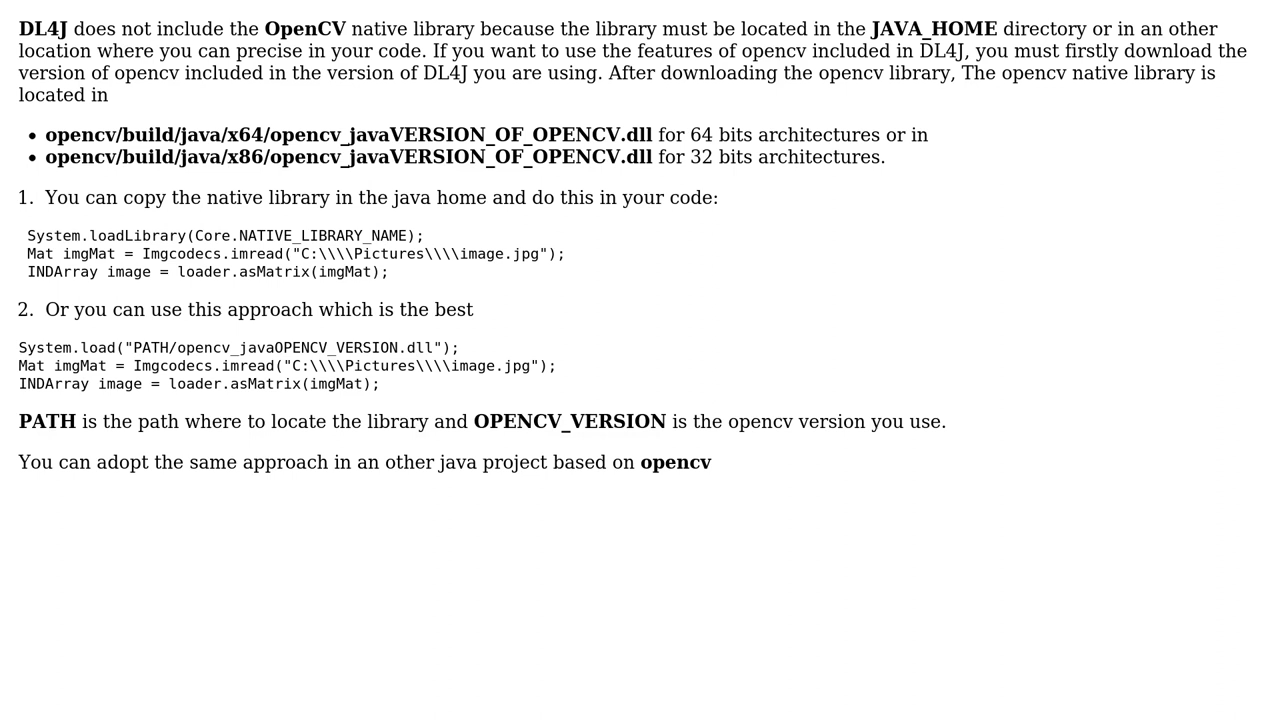 DL4J does not include the OpenCV native library because the library must be located in the JAVA_HOME directory or in an other
location where you can precise in your code. If you want to use the features of opencv included in DL4J, you must firstly download the
version of opencv included in the version of DL4J you are using. After downloading the opencv library, The opencv native library is
located in
• opencv/build/java/x64/opencv_javaVERSION_OF_OPENCV.dll for 64 bits architectures or in
• opencv/build/java/x86/opencv_javaVERSION_OF_OPENCV.dll for 32 bits architectures.
1. You can copy the native library in the java home and do this in your code:
System.loadLibrary(Core.NATIVE_LIBRARY_NAME);
Mat imgMat = Imgcodecs.imread("C:\\\\Pictures\\\\image.jpg");
INDArray image = loader.asMatrix(imgMat);
2. Or you can use this approach which is the best
System.load("PATH/opencv_javaOPENCV_VERSION.dll");
Mat imgMat = Imgcodecs.imread("C:\\\\Pictures\\\\image.jpg");
INDArray image = loader.asMatrix(imgMat);
PATH is the path where to locate the library and OPENCV_VERSION is the opencv version you use.
You can adopt the same approach in an other java project based on opencv